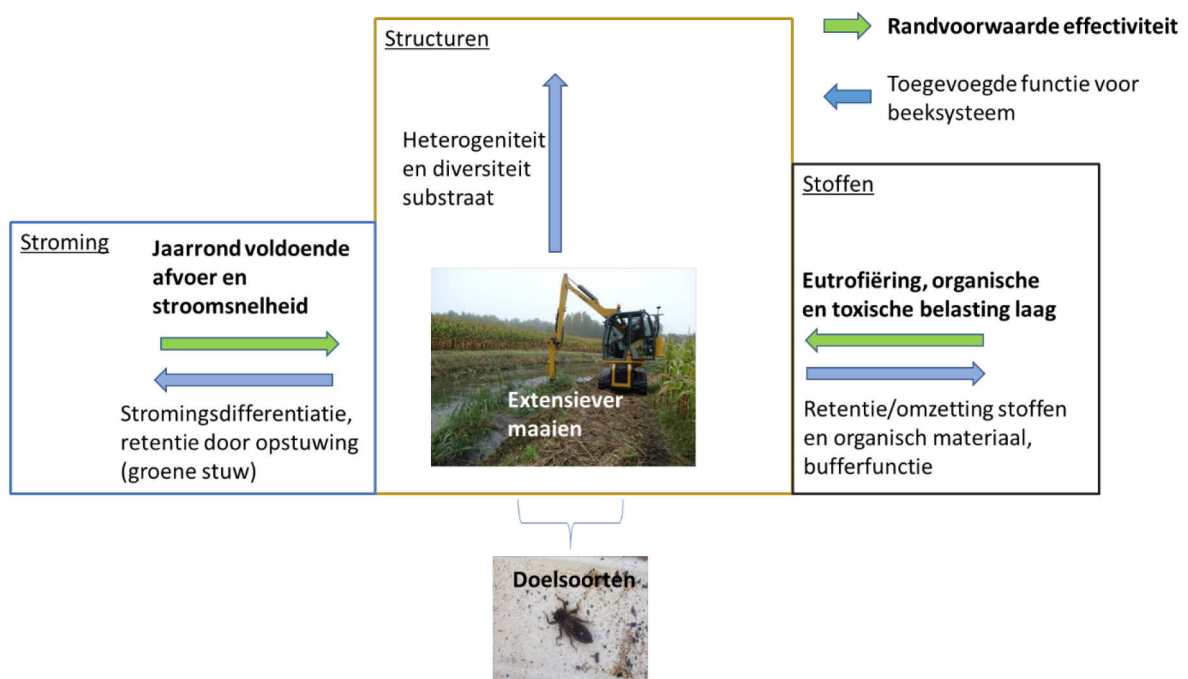 Structuren
Randvoorwaarde effectiviteit
Toegevoegde functie voor
beeksysteem
Heterogeniteit
en diversiteit
substraat
Stroming
Jaarrond voldoende
afvoer en
stroomsnelheid
Stromingsdifferentiatie,
retentie door opstuwing
(groene stuw)
Extensiever
maaien
Stoffen
Eutrofiëring, organische
en toxische belasting laag
Retentie/omzetting stoffen
en organisch materiaal,
bufferfunctie
Doelsoorten